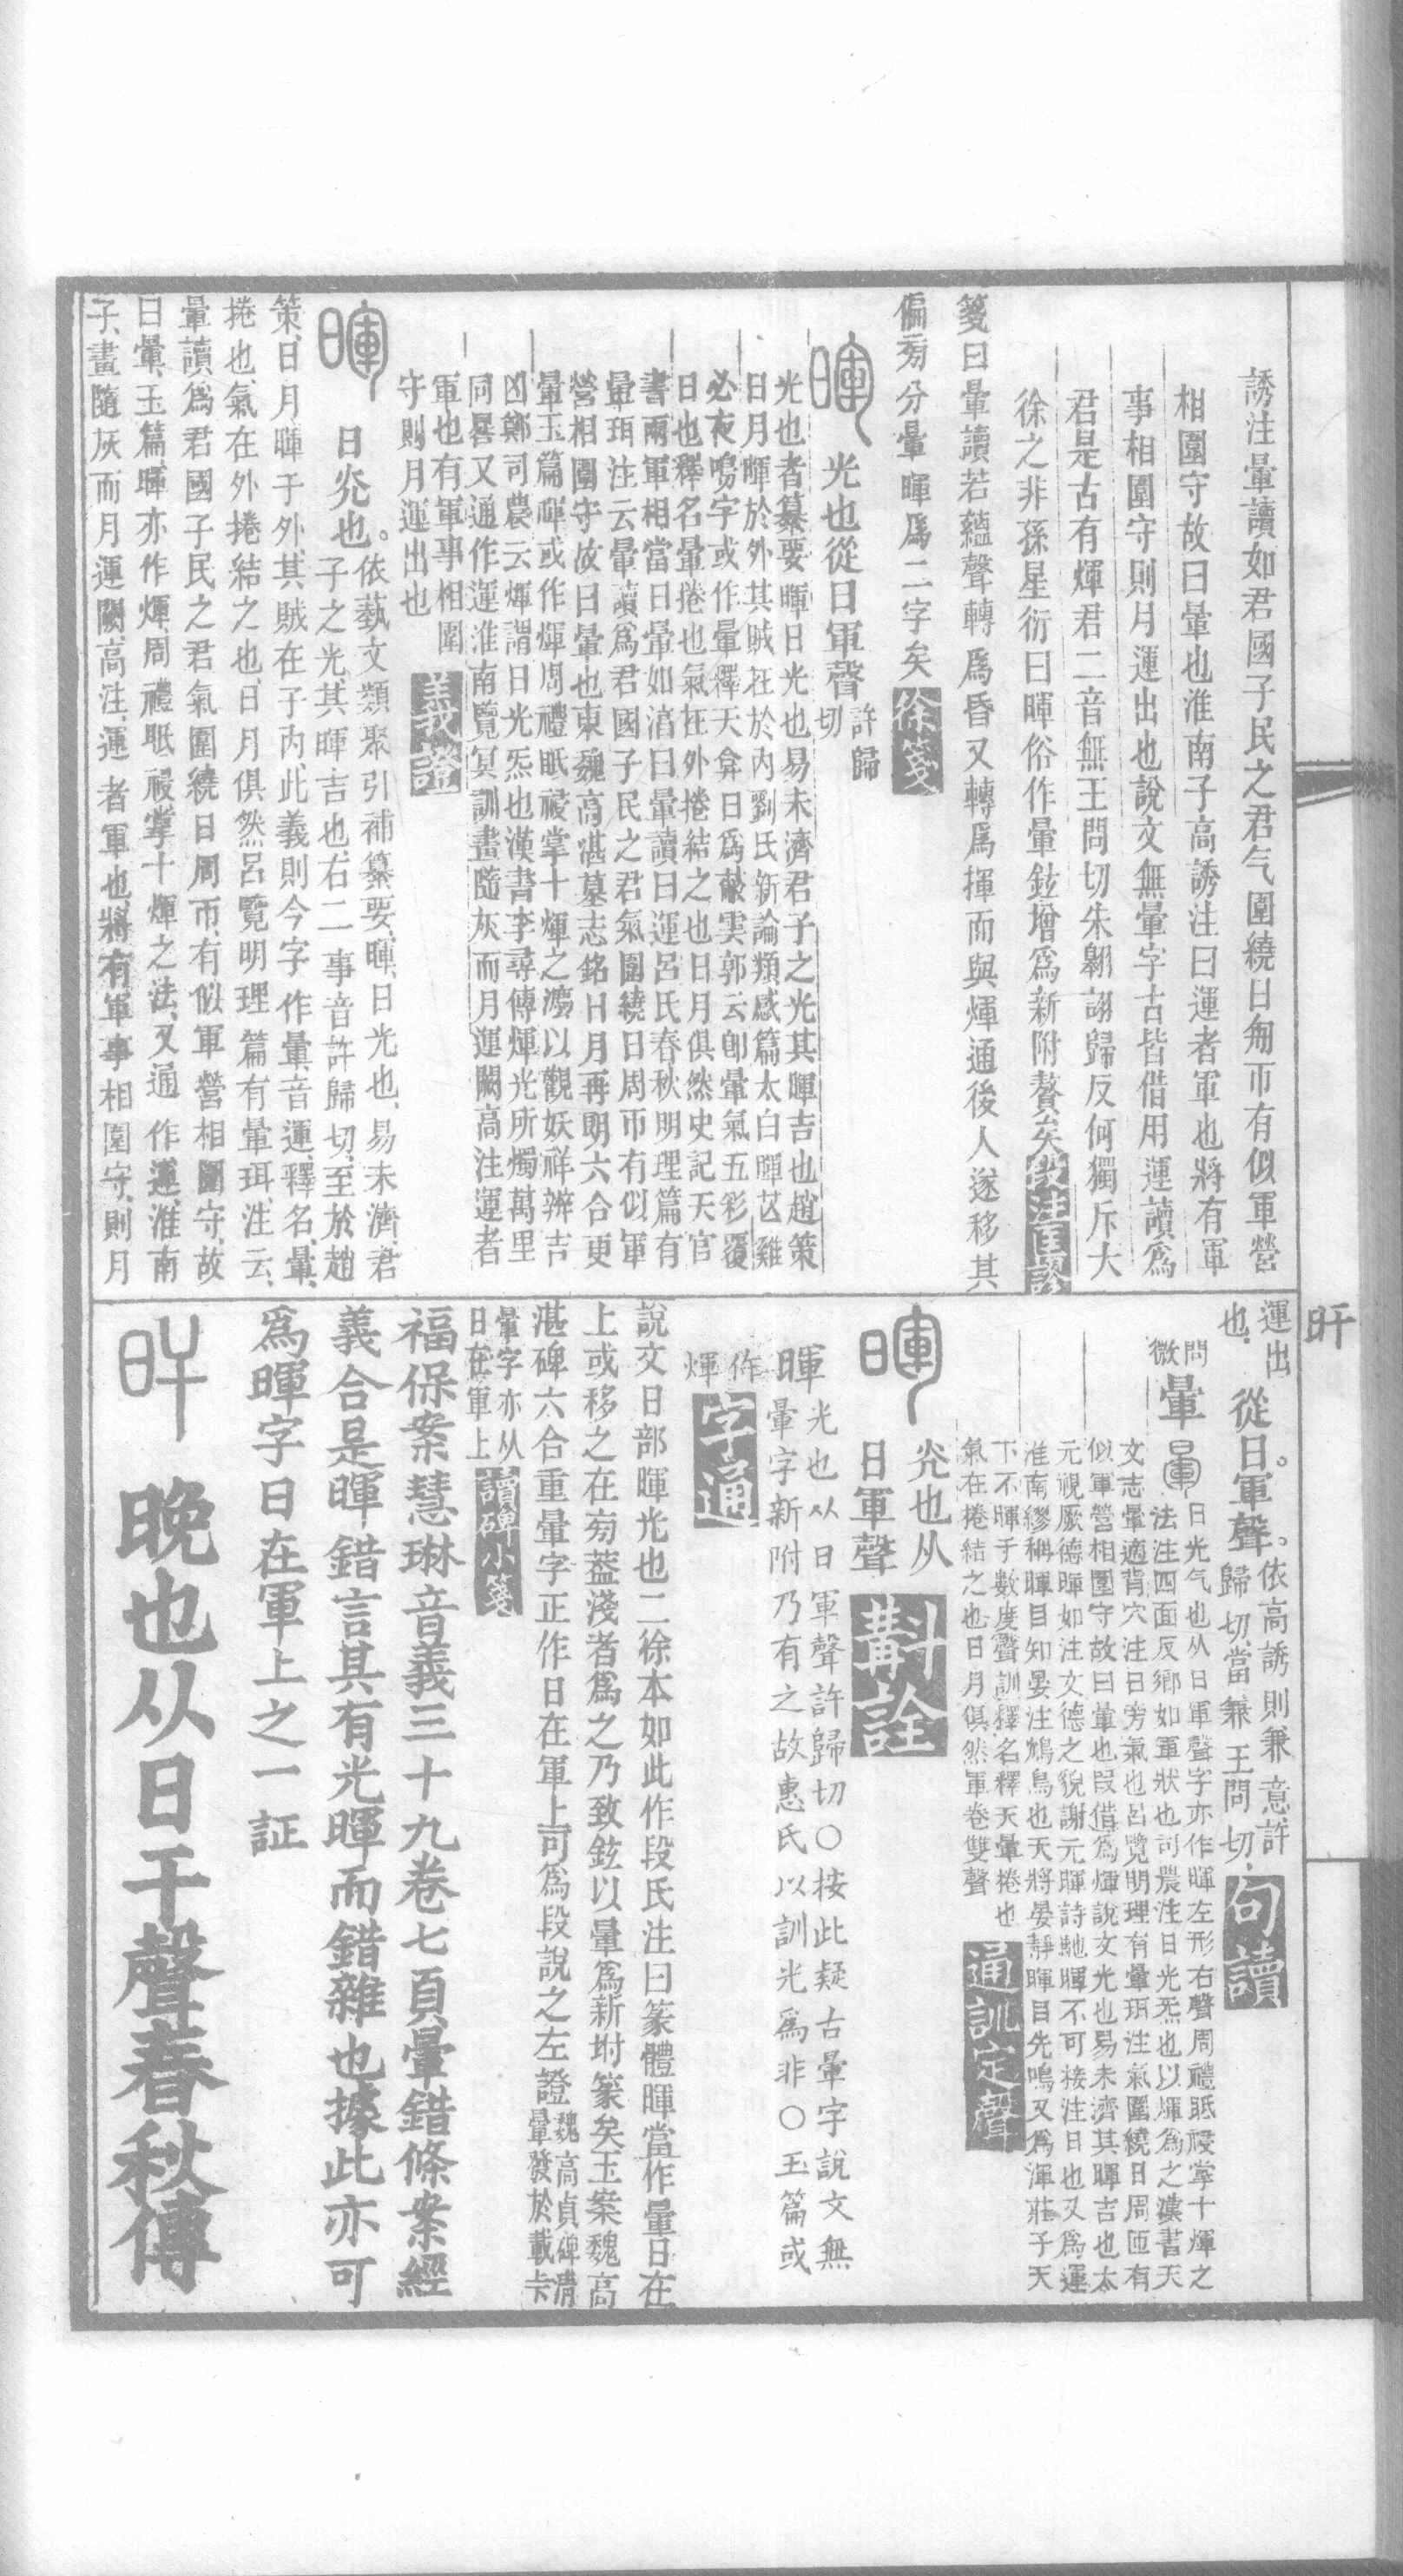 誘注暈讀如君國子民之君气圍繞日匊帀有似軍營
相圍守故曰暈也淮南子高誘注曰運者軍也將有軍
事相圍守則月運出也說文無暈字古皆借用運讀爲
君是古有煇君二音無王問切朱翺詡歸反何獨斥大
徐之非孫星衍曰暉俗作暈鉉增爲新附贅矣段注匡謬
箋曰暈讀若蘊聲轉爲昏又轉爲揮而與煇通後人遂移其
偏旁分暈暉爲二字矣徐箋
暉光也從日軍聲許歸切
光也者纂要暉日光也易未濟君子之光其暉吉也趙策
日月暉於外其賊在於內劉氏新論類感篇太白暉芒雞
必夜鳴字或作暈釋天弇日爲蔽雲郭云卽暈氣五彩覆
日也釋名暈捲也氣在外捲結之也日月俱然史記天官
書兩軍相當日暈如淊曰暈讀曰運呂氏春秋明理篇有
暈珥注云暈讀爲君國子民之君氣圍繞日周帀有似軍
營相圍守故曰暈也東魏高湛墓志銘日月再朗六合更
暈玉篇暉或作煇周禮眡祲掌十煇之灋以觀妖祥辨吉
凶鄭司農云煇謂日光炁也漢書李尋傳煇光所燭萬里
同晷又通作運淮南覽冥訓畫隨灰而月運闕高注運者
軍也有軍事相圍
守則月運出也義證
暉日灮也。依藝文類聚引補纂要、暉、日光也、易未濟、君
子之光、其暉吉也、右二事音許歸切、至於趙
策、日月暉于外、其賊在子內、此義則今字作暈、音運、釋名、暈、
捲也、氣在外捲結之也、日月俱然、呂覽明理篇有暈珥、注云、
暈讀爲君國子民之君、氣圍繞日周帀、有似軍營相圍守、故
曰暈、玉篇暉亦作煇、周禮眡祲掌十煇之法、又通作運、淮南
子、畫隨灰而月運闕、高注、運者軍也、將有軍事相圍守、則月
旰
運出也。從日。軍聲。依高誘則兼意許歸切、當兼王問切、句讀
問微暈日光气也从日軍聲字亦作暉左形右聲周禮眡祲掌十煇之
法注四面反鄉如軍狀也司農注日光炁也以煇爲之漢書天
文志暈適背穴注曰旁氣也呂覽明理有暈珥注氣圍繞日周匝有
似軍營相圍守故曰暈也叚借爲煇說文光也易未濟其暉吉也太
元視厥德暉如注文德之貌謝元暉詩馳暉不可接注日也又爲運
淮南繆稱暉目知晏注鴆鳥也天將晏靜暉目先鳴又爲渾莊子天
下不暉于數度聲訓釋名釋天暈捲也
氣在捲結之也日月俱然軍卷雙聲通訓定聲
暉灮也从日軍聲斠詮
暉光也从日軍聲許歸切〇按此疑古暈字說文無
暈字新附乃有之故惠氏以訓光爲非〇玉篇或
作煇字通
說文日部暉光也二徐本如此作段氏注曰篆體暉當作暈日在
上或移之在旁葢淺者爲之乃致鉉以暈爲新坿篆矣玉案魏高
湛碑六合重暈字正作日在軍上可爲段說之左證魏高貞碑清暈發於載卡
暈字亦从日在軍上讀碑小箋
福保案慧琳音義三十九卷七頁暈錯條案經
義合是暉錯言其有光暉而錯雜也據此亦可
爲暉字日在軍上之一証
旰晚也从日干聲春秋傳